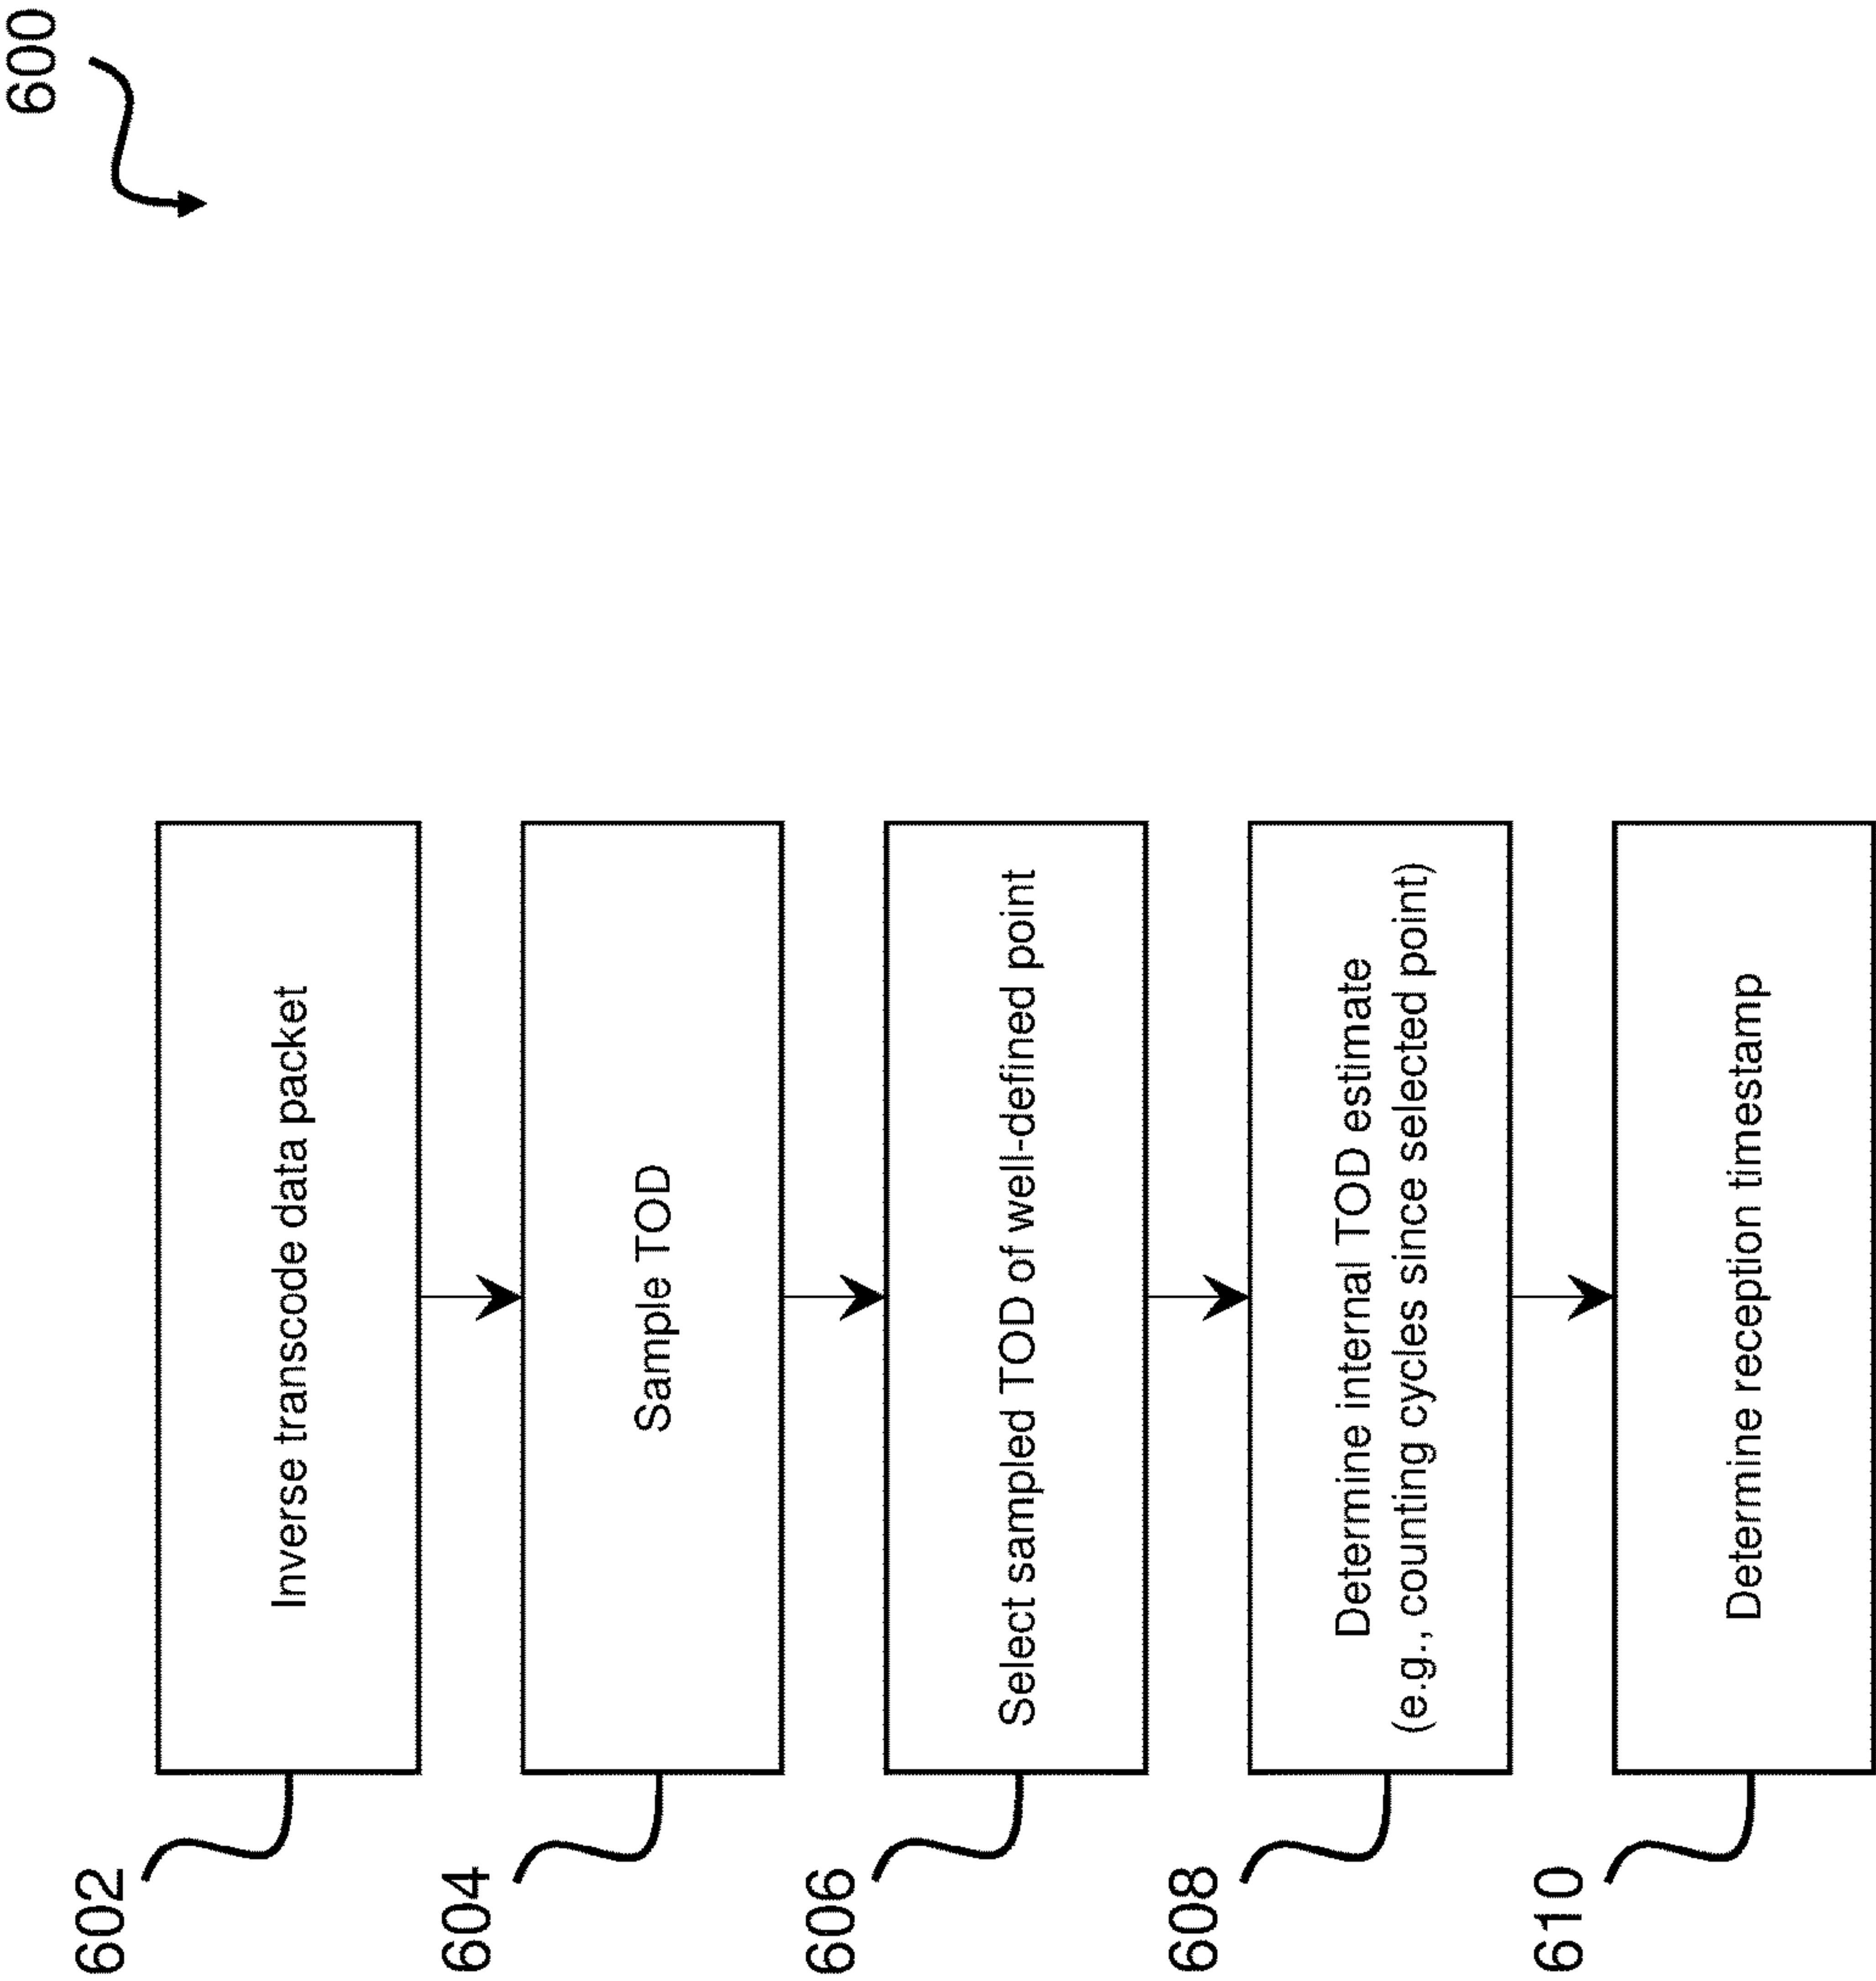 600
602
Inverse transcode data packet
604
Sample TOD
606
Select sampled TOD of well-defined point
608
Determine internal TOD estimate
(e.g., counting cycles since selected point)
610
Determine reception timestamp